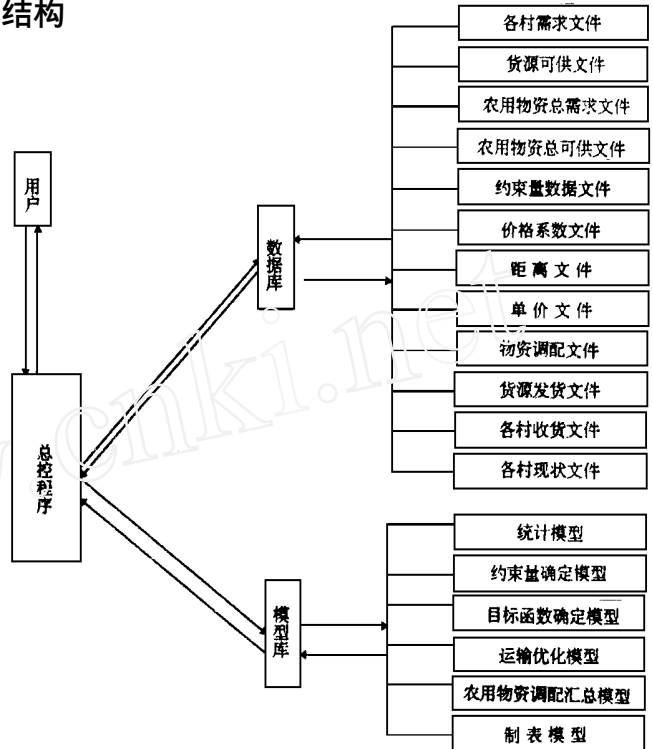 结构
各村需求文件
货源可供文件
农用物资总需求文件
农用物资总可供文件
约束量数据文件
价格系数文件
距离文件
单价文件
物资调配文件
货源发货文件
各村收货文件
各村现状文件
用户
数据库
总控程序
模型库
统计模型
约束量确定模型
目标函数确定模型
运输优化模型
农用物资调配汇总模型
制表模型
.cnki.net